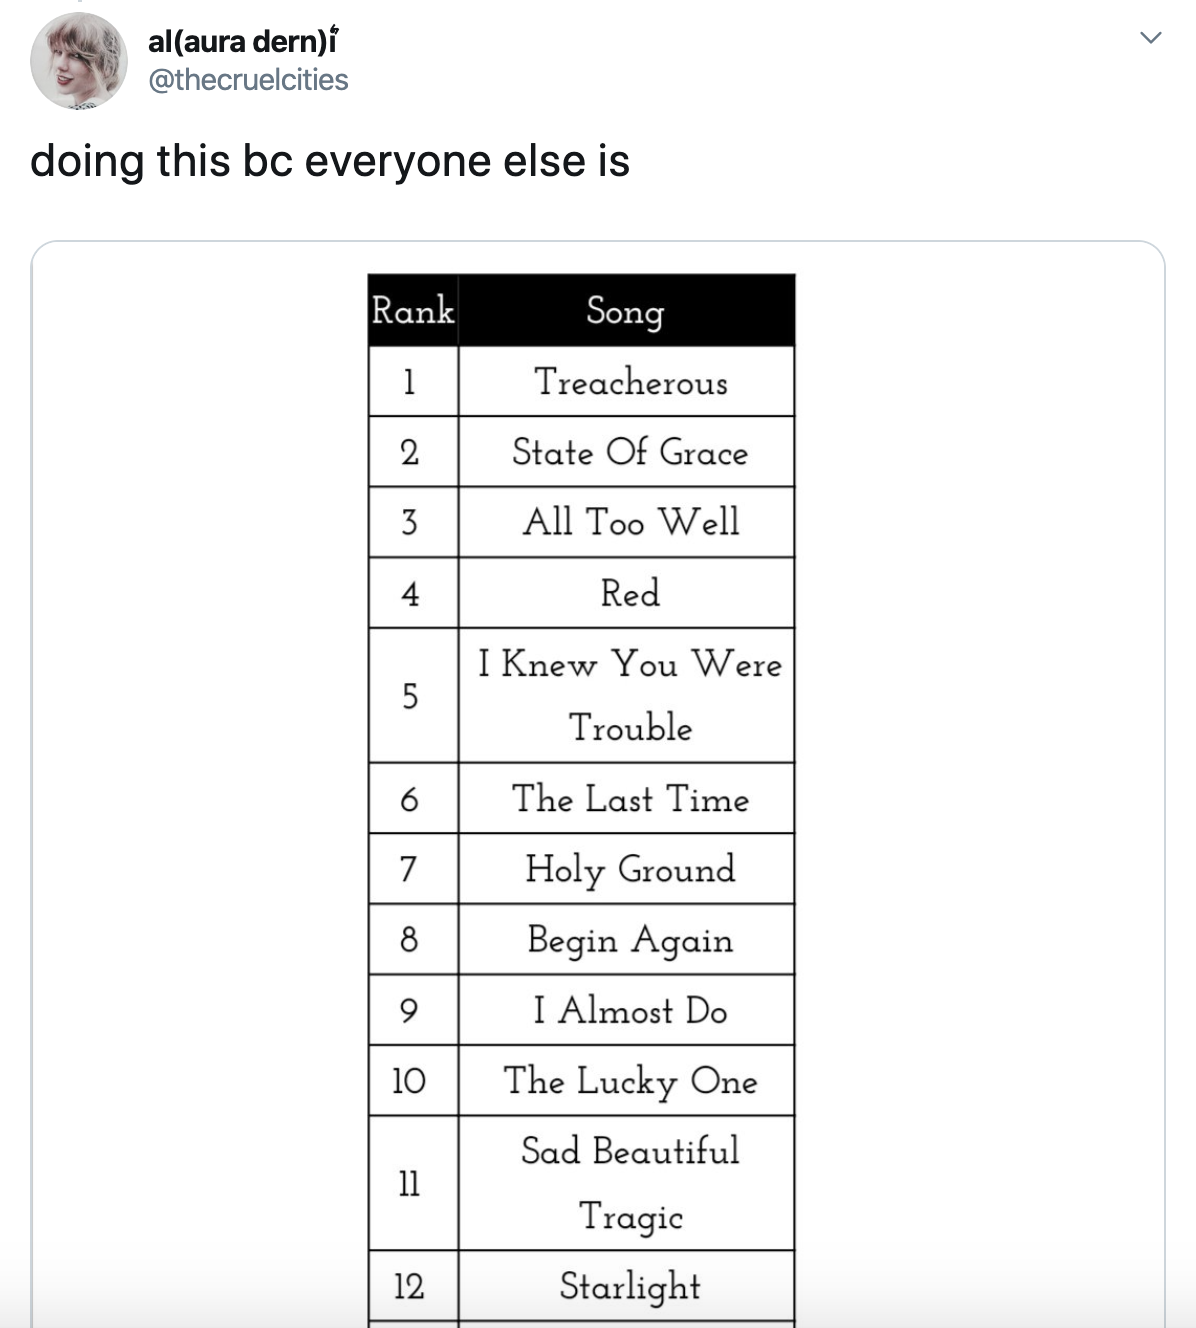 al(aura dern)í
@thecruelcities
doing this bc everyone else is
Rank Song
1 Treacherous
2 State Of Grace
3 All Too Well
4 Red
5 I Knew You Were
Trouble
6 The Last Time
7 Holy Ground
8 Begin Again
9 I Almost Do
10 The Lucky One
11 Sad Beautiful
Tragic
12 Starlight